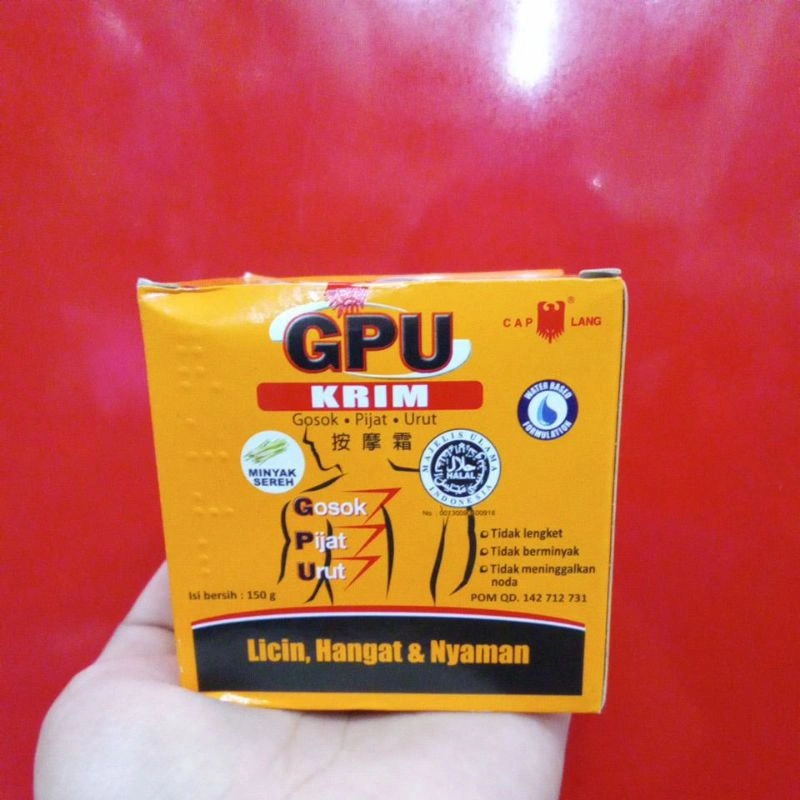 GPU
CAP LANG®
KRIM
Gosok • Pijat • Urut
按摩霜
WATER BASED
FORMULATION
MINYAK
SEREH
MAJELIS ULAMA
INDONESIA
حلال
HALAL
Gosok
Pijat
Urut
Tidak lengket
Tidak berminyak
Tidak meninggalkan
noda
Isi bersih : 150 g
POM QD. 142 712 731
Licin, Hangat & Nyaman